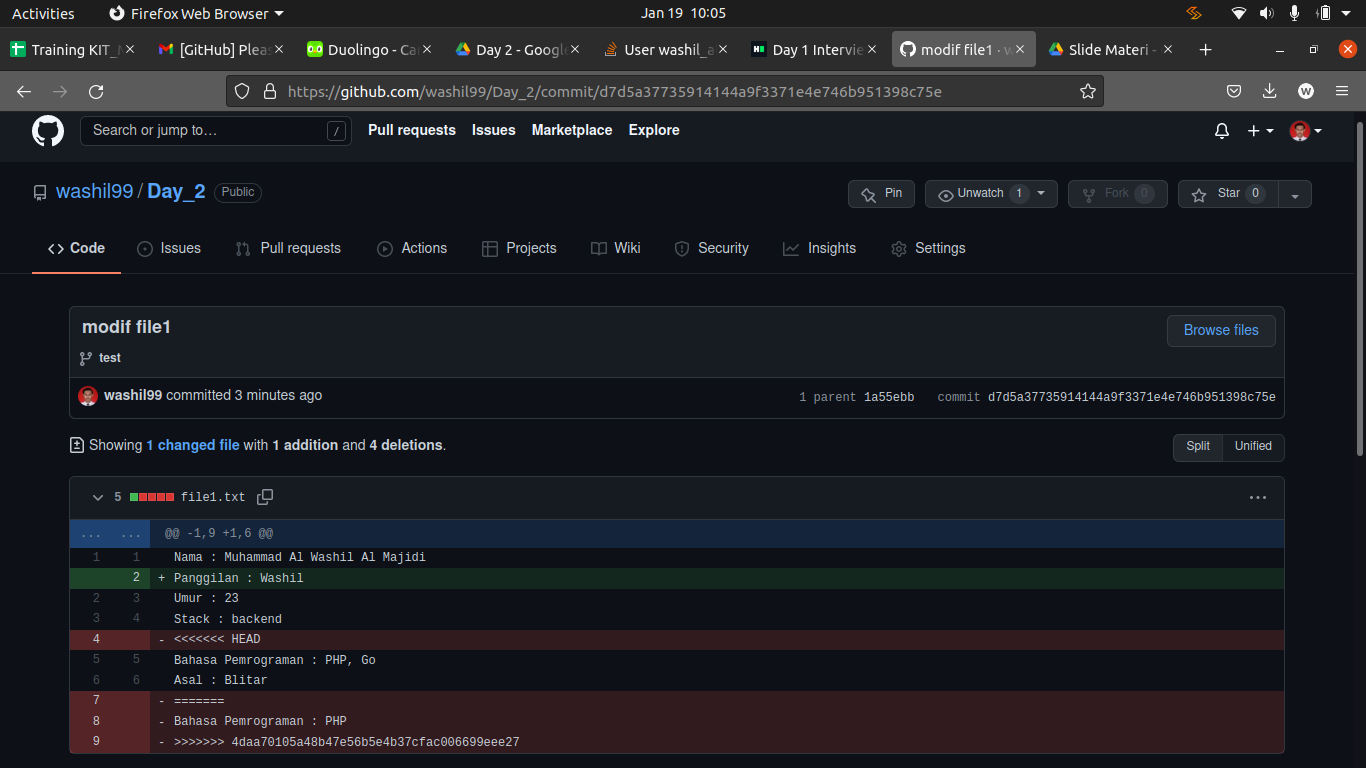 Activities Firefox Web Browser Jan 19 10:05
Training KIT_ [GitHub] Pleas Duolingo - Ca Day 2 - Google User washil_a Day 1 Intervie modif file1 · w Slide Materi -
https://github.com/washil99/Day_2/commit/d7d5a37735914144a9f3371e4e746b951398c75e W
Search or jump to… / Pull requests Issues Marketplace Explore
washil99 / Day_2 Public Pin Unwatch 1 Fork 0 Star 0
Code Issues Pull requests Actions Projects Wiki Security Insights Settings
modif file1 Browse files
test
washil99 committed 3 minutes ago 1 parent 1a55ebb commit d7d5a37735914144a9f3371e4e746b951398c75e
Showing 1 changed file with 1 addition and 4 deletions. Split Unified
5 file1.txt ...
... ... @@ -1,9 +1,6 @@
1 1 Nama : Muhammad Al Washil Al Majidi
2 + Panggilan : Washil
2 3 Umur : 23
3 4 Stack : backend
4 - <<<<<<< HEAD
5 5 Bahasa Pemrograman : PHP, Go
6 6 Asal : Blitar
7 - =======
8 - Bahasa Pemrograman : PHP
9 - >>>>>>> 4daa70105a48b47e56b5e4b37cfac006699eee27